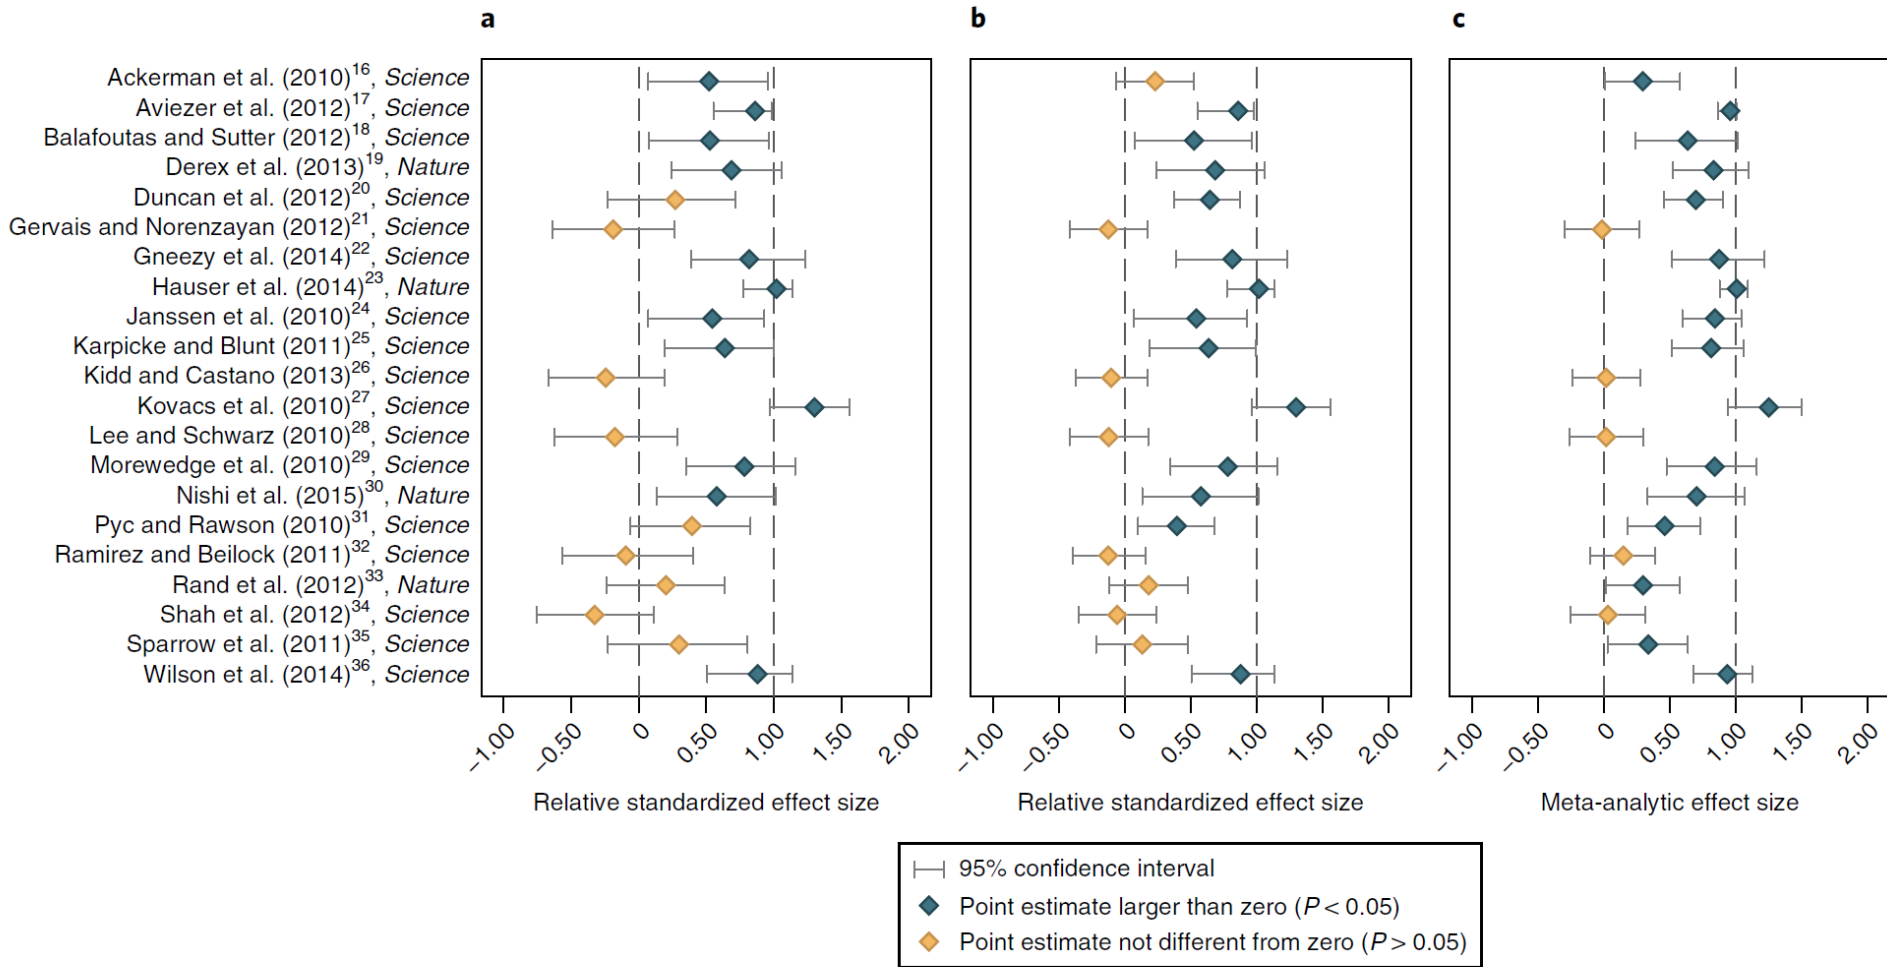 a b c
Ackerman et al. (2010)16, Science
Aviezer et al. (2012)17, Science
Balafoutas and Sutter (2012)18, Science
Derex et al. (2013)19, Nature
Duncan et al. (2012)20, Science
Gervais and Norenzayan (2012)21, Science
Gneezy et al. (2014)22, Science
Hauser et al. (2014)23, Nature
Janssen et al. (2010)24, Science
Karpicke and Blunt (2011)25, Science
Kidd and Castano (2013)26, Science
Kovacs et al. (2010)27, Science
Lee and Schwarz (2010)28, Science
Morewedge et al. (2010)29, Science
Nishi et al. (2015)30, Nature
Pyc and Rawson (2010)31, Science
Ramirez and Beilock (2011)32, Science
Rand et al. (2012)33, Nature
Shah et al. (2012)34, Science
Sparrow et al. (2011)35, Science
Wilson et al. (2014)36, Science
−1.00 −0.50 0 0.50 1.00 1.50 2.00
−1.00 −0.50 0 0.50 1.00 1.50 2.00
−1.00 −0.50 0 0.50 1.00 1.50 2.00
Relative standardized effect size
Relative standardized effect size
Meta-analytic effect size
95% confidence interval
Point estimate larger than zero (P < 0.05)
Point estimate not different from zero (P > 0.05)